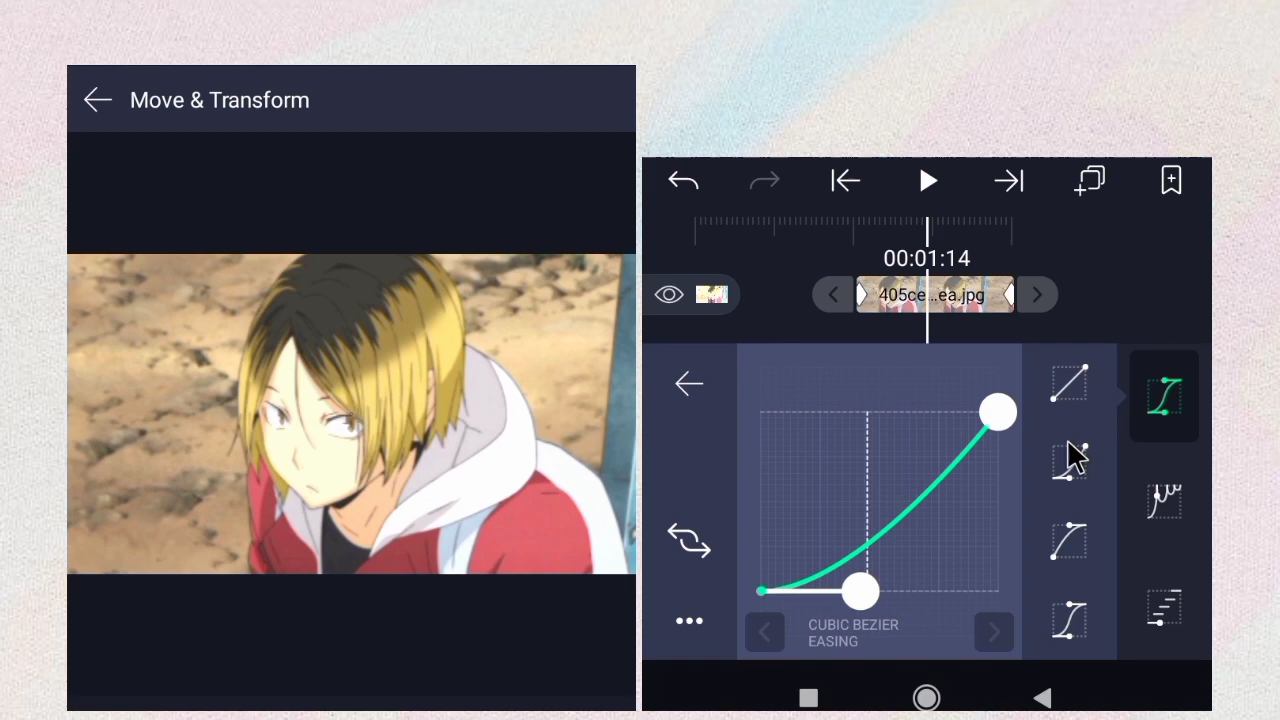 Move & Transform
00:01:14
405ce...ea.jpg
CUBIC BEZIER
EASING